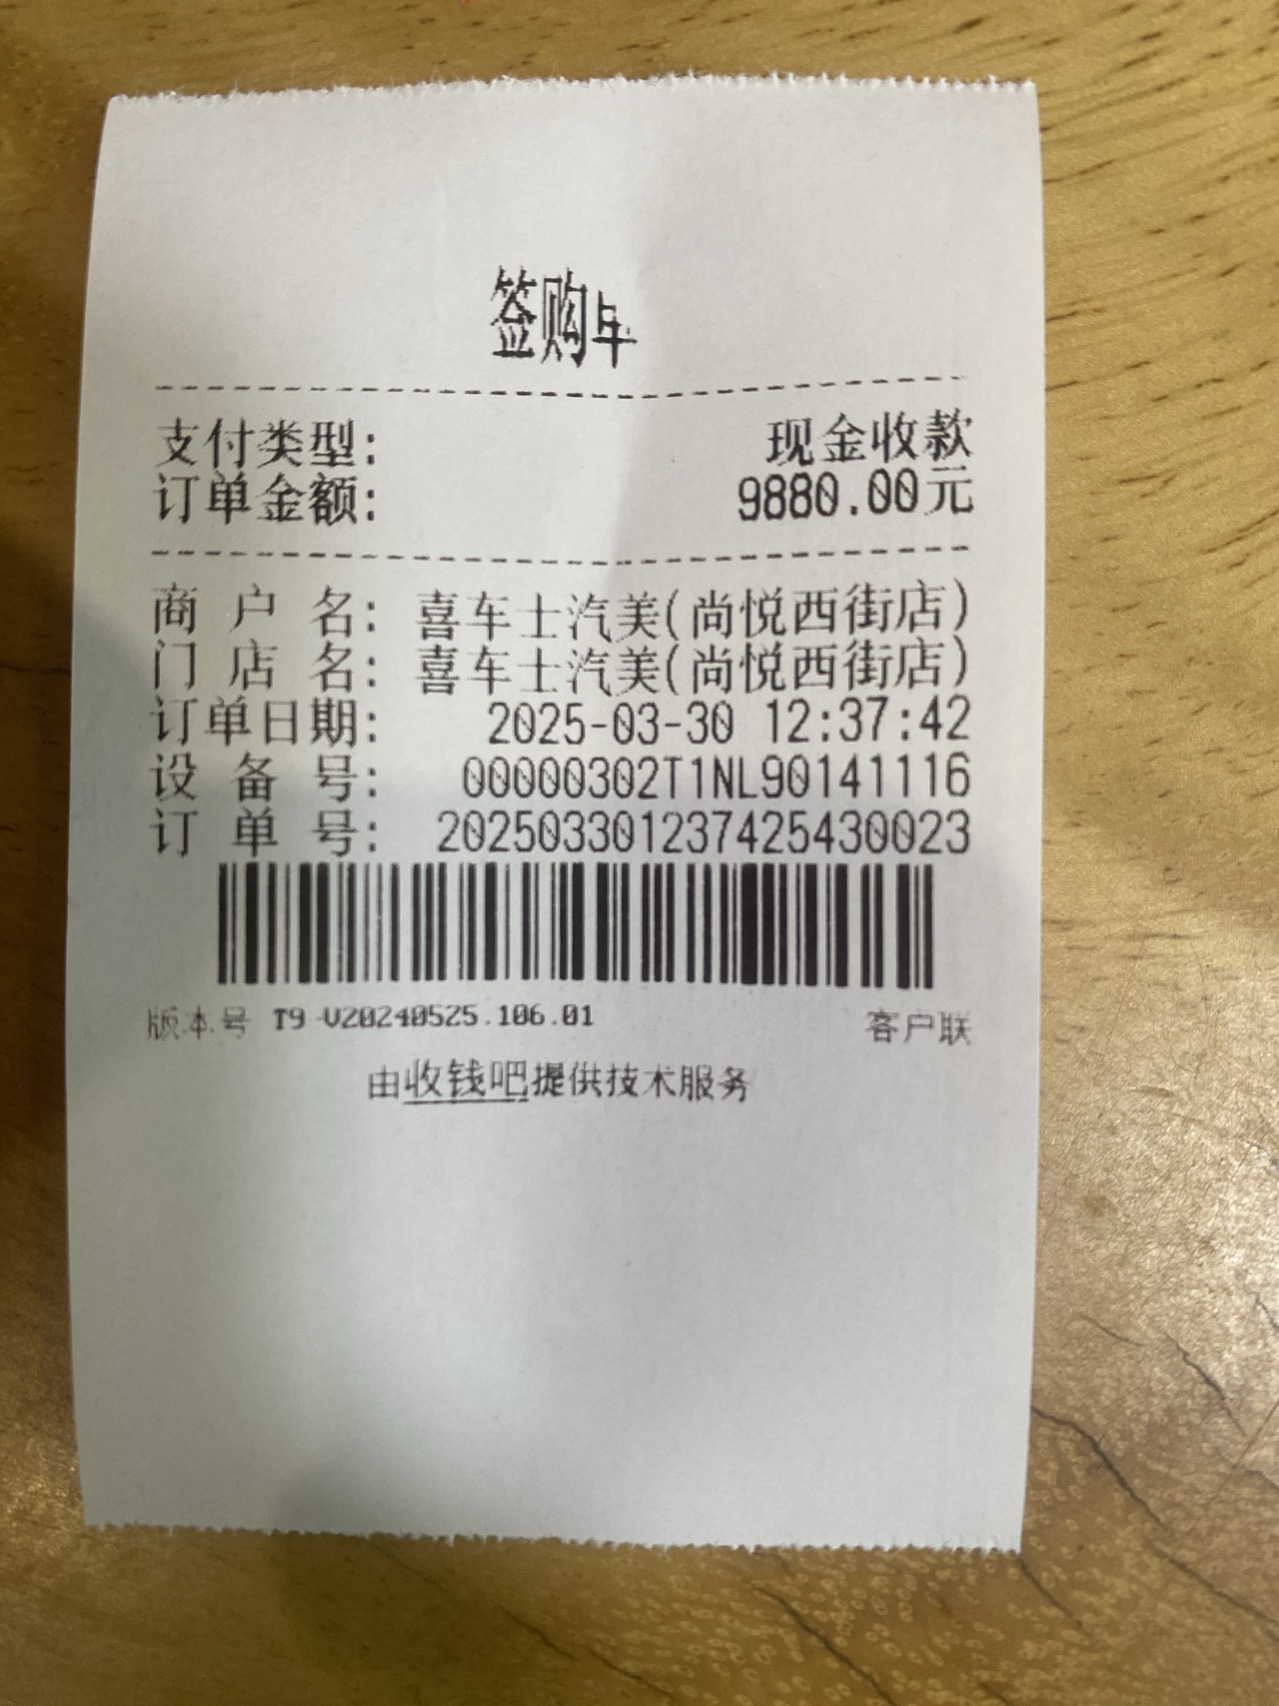 签购单
支付类型: 现金收款
订单金额: 9880.00元
商户名: 喜车士汽美(尚悦西街店)
门店名: 喜车士汽美(尚悦西街店)
订单日期: 2025-03-30 12:37:42
设备号: 00000302T1NL90141116
订单号: 202503301237425430023
版本号 T9-V20240525.106.01 客户联
由收钱吧提供技术服务